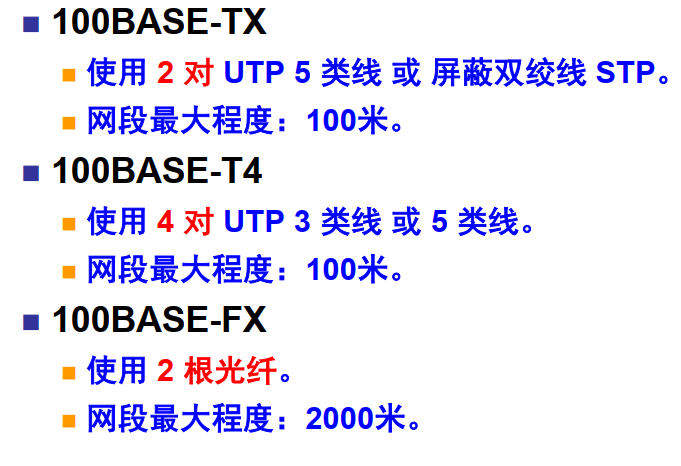 100BASE-TX
使用 2 对 UTP 5 类线 或 屏蔽双绞线 STP。
网段最大程度：100米。
100BASE-T4
使用 4 对 UTP 3 类线 或 5 类线。
网段最大程度：100米。
100BASE-FX
使用 2 根光纤。
网段最大程度：2000米。